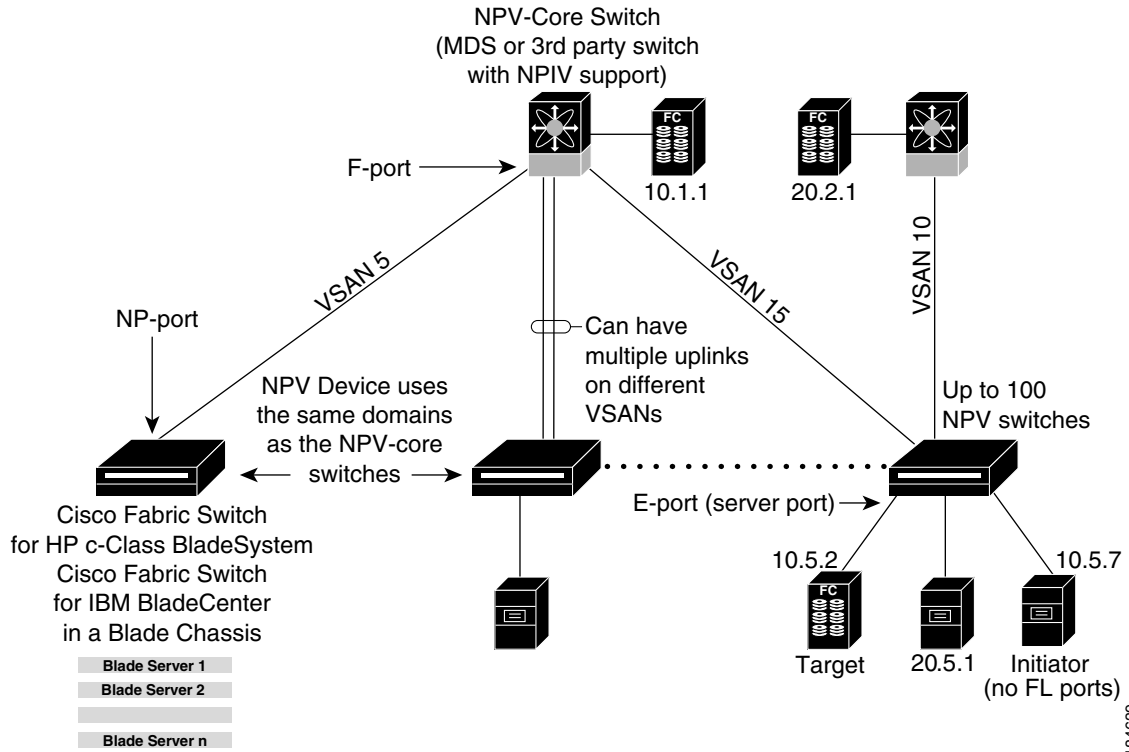 NPV-Core Switch
(MDS or 3rd party switch
with NPIV support)
FC
FC
F-port
10.1.1
20.2.1
VSAN 5
VSAN 15
VSAN 10
NP-port
Can have
multiple uplinks
on different
VSANs
NPV Device uses
the same domains
as the NPV-core
switches
Up to 100
NPV switches
E-port (server port)
Cisco Fabric Switch
for HP c-Class BladeSystem
Cisco Fabric Switch
for IBM BladeCenter
in a Blade Chassis
10.5.2
10.5.7
FC
Target
20.5.1
Initiator
(no FL ports)
Blade Server 1
Blade Server 2
Blade Server n